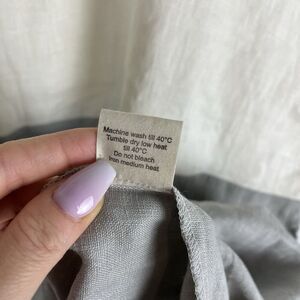 Machine wash till 40°C
Tumble dry low heat
till 40°C
Do not bleach
Iron medium heat